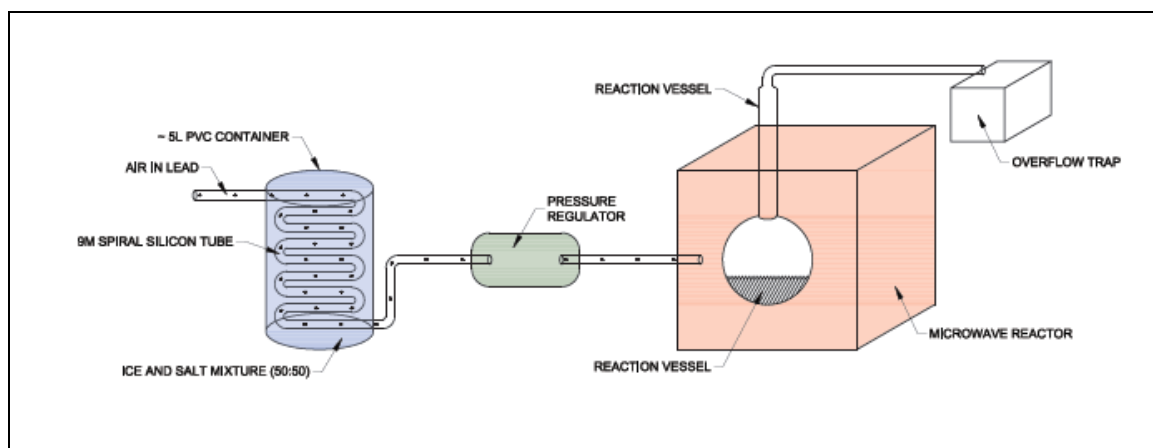 REACTION VESSEL
~ 5L PVC CONTAINER
OVERFLOW TRAP
AIR IN LEAD
PRESSURE
REGULATOR
9M SPIRAL SILICON TUBE
MICROWAVE REACTOR
ICE AND SALT MIXTURE (50:50)
REACTION VESSEL